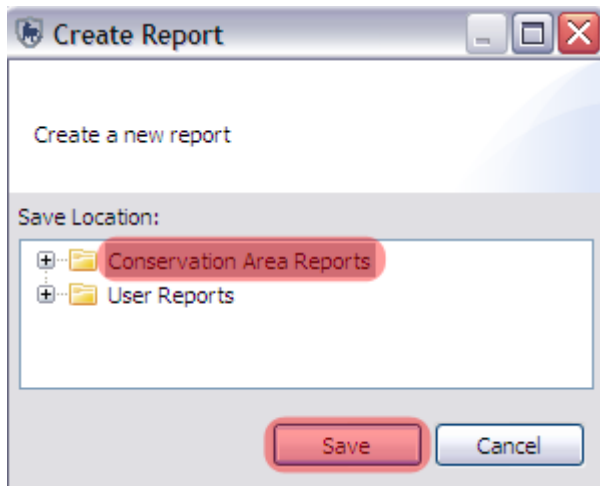 Create Report
Create a new report
Save Location:
Conservation Area Reports
User Reports
Save
Cancel